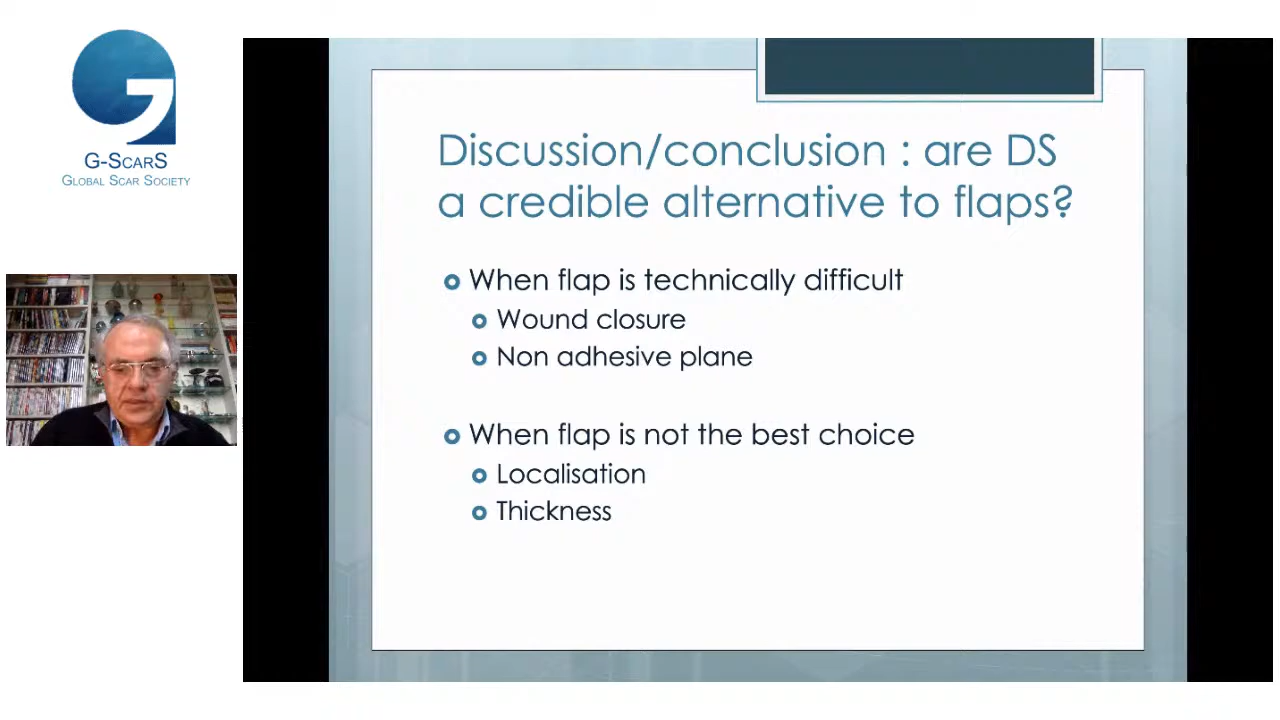 G-ScarS
Global Scar Society
Discussion/conclusion : are DS
a credible alternative to flaps?
When flap is technically difficult
Wound closure
Non adhesive plane
When flap is not the best choice
Localisation
Thickness